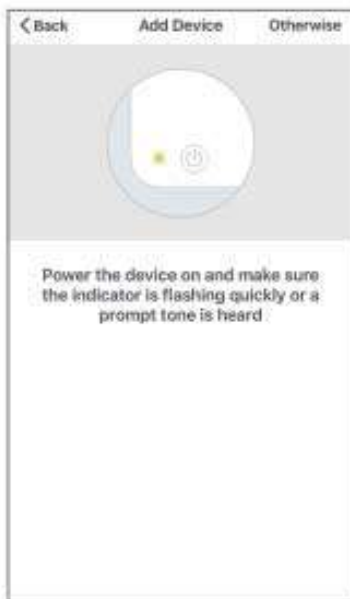 < Back Add Device Otherwise
Power the device on and make sure
the indicator is flashing quickly or a
prompt tone is heard